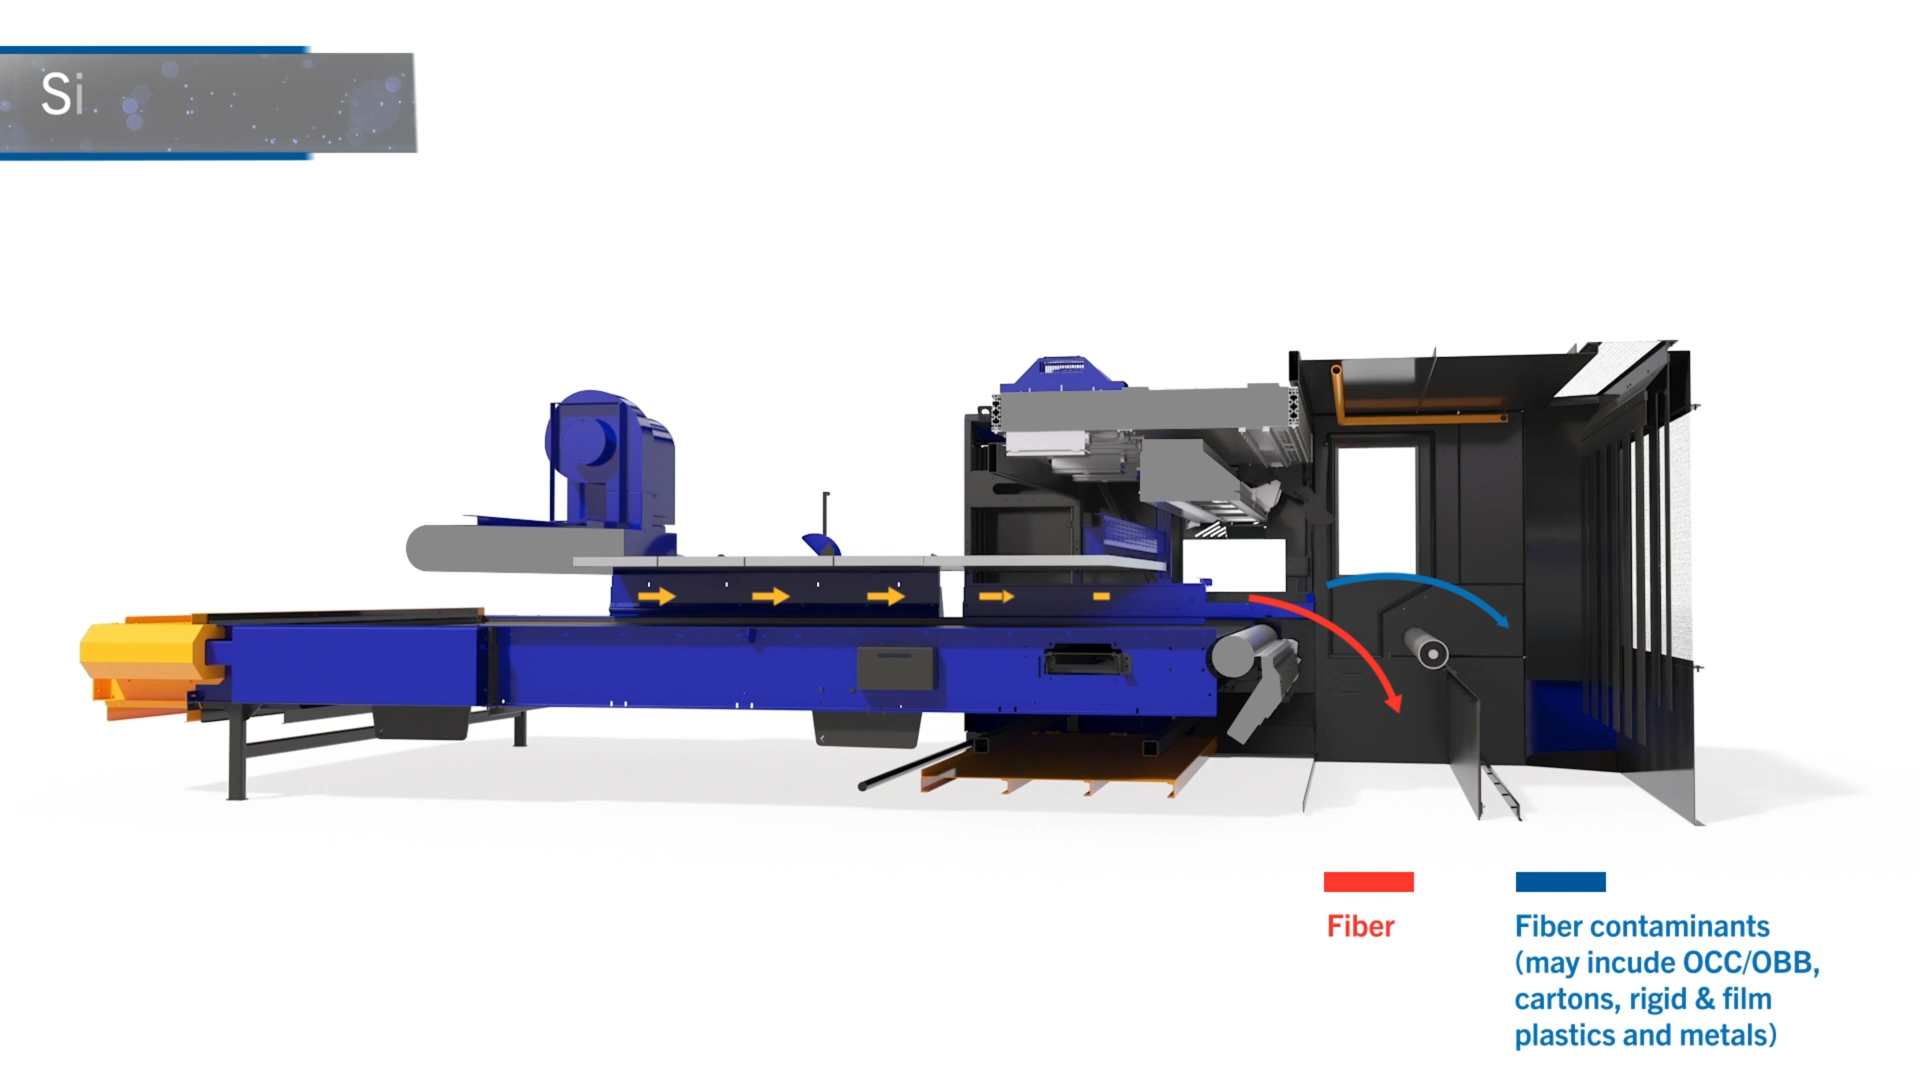 Si
Fiber
Fiber contaminants
(may incude OCC/OBB,
cartons, rigid & film
plastics and metals)